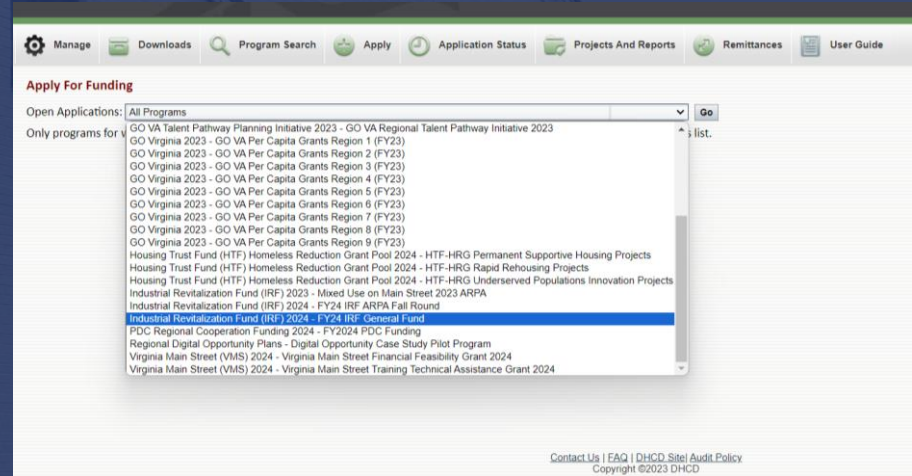 Manage Downloads Program Search Apply Application Status Projects And Reports Remittances User Guide
Apply For Funding
Open Applications: All Programs Go
Only programs for
list.
GO VA Talent Pathway Planning Initiative 2023 - GO VA Regional Talent Pathway Initiative 2023
GO Virginia 2023 - GO VA Per Capita Grants Region 1 (FY23)
GO Virginia 2023 - GO VA Per Capita Grants Region 2 (FY23)
GO Virginia 2023 - GO VA Per Capita Grants Region 3 (FY23)
GO Virginia 2023 - GO VA Per Capita Grants Region 4 (FY23)
GO Virginia 2023 - GO VA Per Capita Grants Region 5 (FY23)
GO Virginia 2023 - GO VA Per Capita Grants Region 6 (FY23)
GO Virginia 2023 - GO VA Per Capita Grants Region 7 (FY23)
GO Virginia 2023 - GO VA Per Capita Grants Region 8 (FY23)
GO Virginia 2023 - GO VA Per Capita Grants Region 9 (FY23)
Housing Trust Fund (HTF) Homeless Reduction Grant Pool 2024 - HTF-HRG Permanent Supportive Housing Projects
Housing Trust Fund (HTF) Homeless Reduction Grant Pool 2024 - HTF-HRG Rapid Rehousing Projects
Housing Trust Fund (HTF) Homeless Reduction Grant Pool 2024 - HTF-HRG Underserved Populations Innovation Projects
Industrial Revitalization Fund (IRF) 2023 - Mixed Use on Main Street 2023 ARPA
Industrial Revitalization Fund (IRF) 2024 - FY24 IRF ARPA Fall Round
Industrial Revitalization Fund (IRF) 2024 - FY24 IRF General Fund
PDC Regional Cooperation Funding 2024 - FY2024 PDC Funding
Regional Digital Opportunity Plans - Digital Opportunity Case Study Pilot Program
Virginia Main Street (VMS) 2024 - Virginia Main Street Financial Feasibility Grant 2024
Virginia Main Street (VMS) 2024 - Virginia Main Street Training Technical Assistance Grant 2024
Contact Us | FAQ | DHCD Site| Audit Policy
Copyright ©2023 DHCD